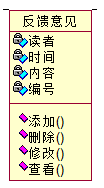 反馈意见
读者
时间
内容
编号
添加()
删除()
修改()
查看()